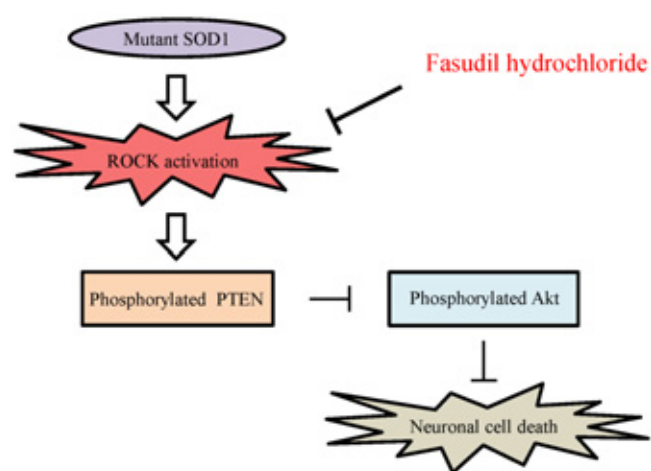 Mutant SOD1
Fasudil hydrochloride
ROCK activation
Phosphorylated PTEN
Phosphorylated Akt
Neuronal cell death